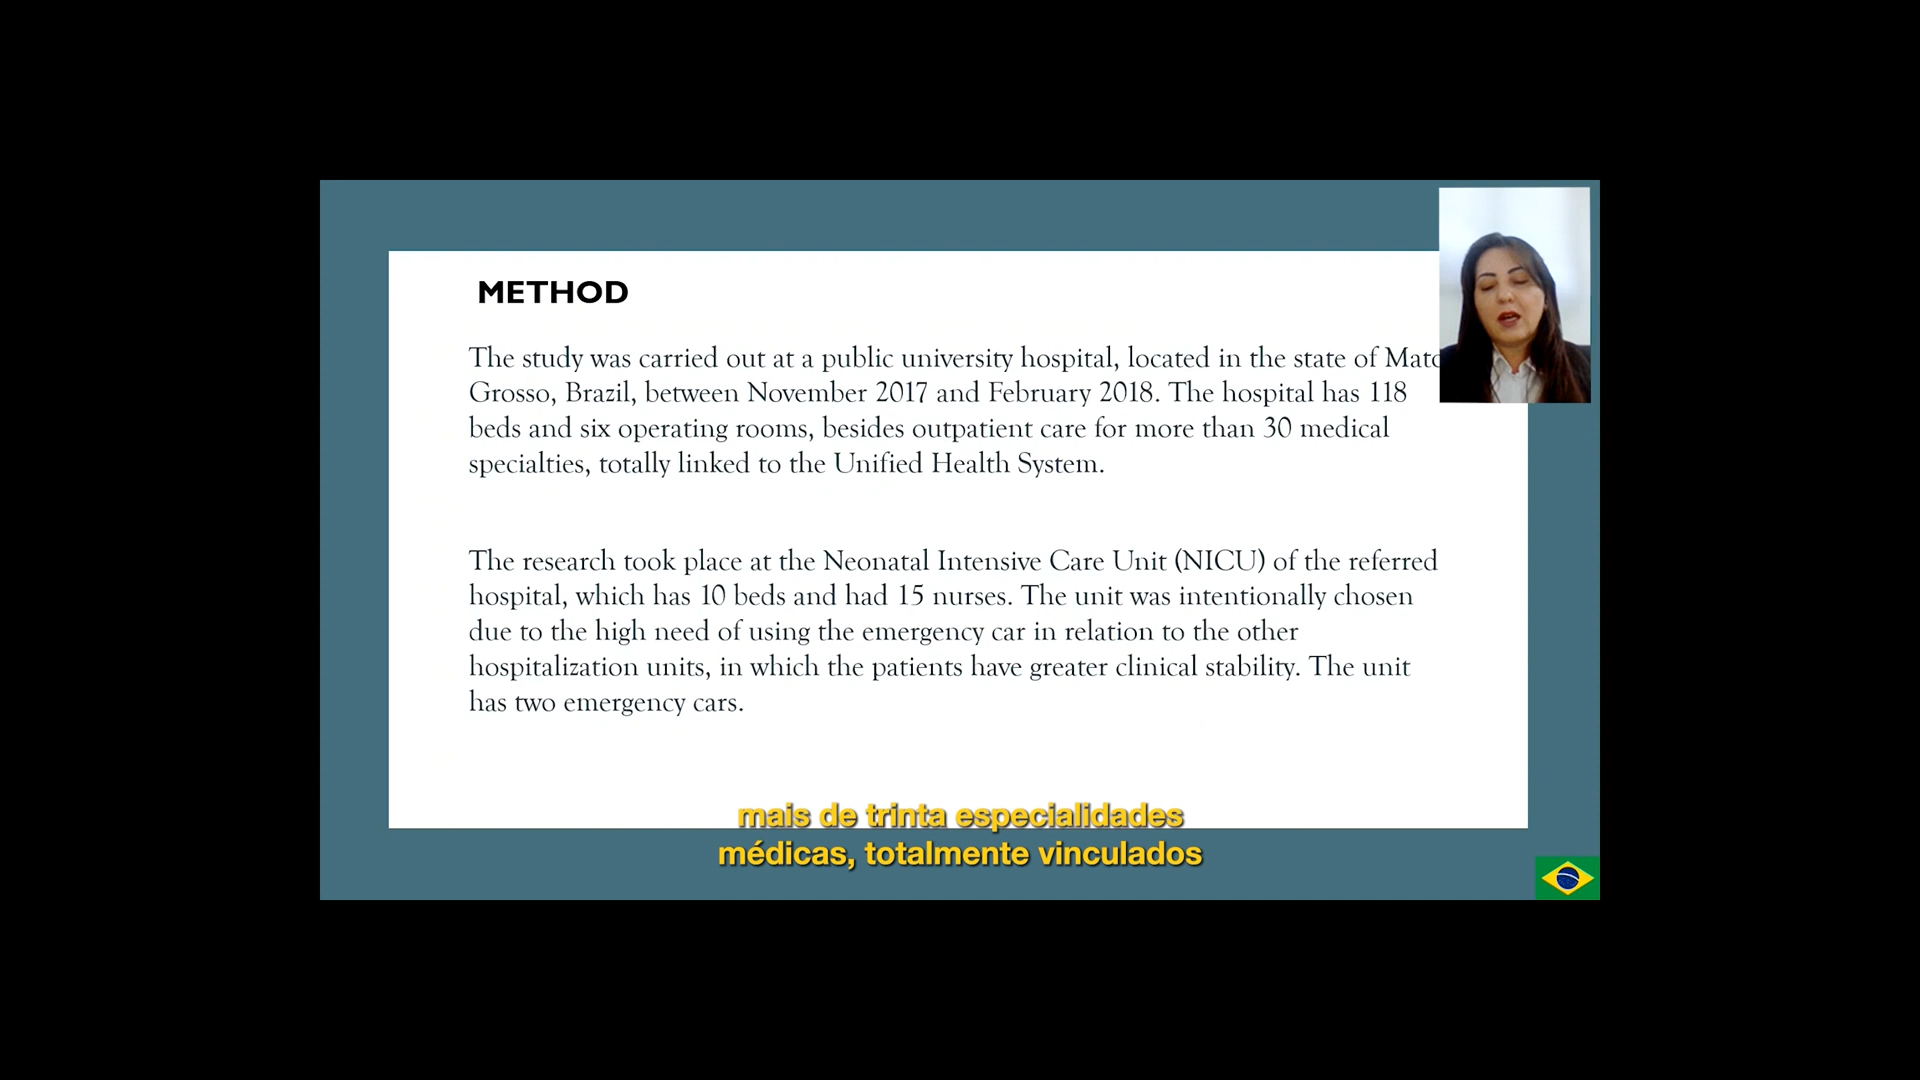 METHOD
The study was carried out at a public university hospital, located in the state of Mato
Grosso, Brazil, between November 2017 and February 2018. The hospital has 118
beds and six operating rooms, besides outpatient care for more than 30 medical
specialties, totally linked to the Unified Health System.
The research took place at the Neonatal Intensive Care Unit (NICU) of the referred
hospital, which has 10 beds and had 15 nurses. The unit was intentionally chosen
due to the high need of using the emergency car in relation to the other
hospitalization units, in which the patients have greater clinical stability. The unit
has two emergency cars.
mais de trinta especialidades
médicas, totalmente vinculados